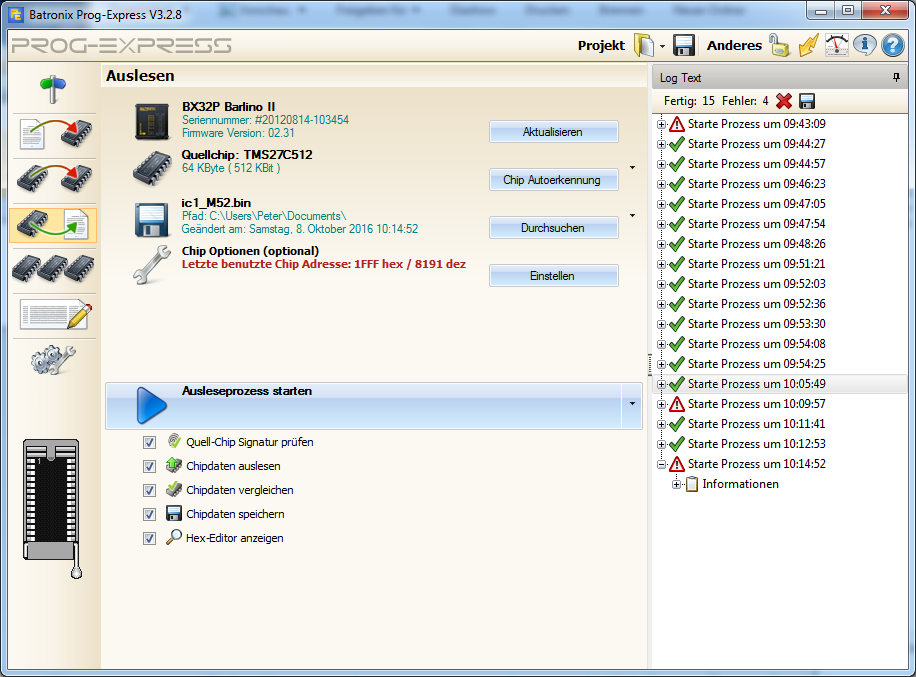 Batronix Prog-Express V3.2.8
PROG-EXPRESS
Projekt
Anderes
Auslesen
BX32P Barlino II
Seriennummer: #20120814-103454
Firmware Version: 02.31
Aktualisieren
Quellchip: TMS27C512
64 KByte ( 512 KBit )
Chip Autoerkennung
ic1_M52.bin
Pfad: C:\Users\Peter\Documents\
Geändert am: Samstag, 8. Oktober 2016 10:14:52
Durchsuchen
Chip Optionen (optional)
Letzte benutzte Chip Adresse: 1FFF hex / 8191 dez
Einstellen
Ausleseprozess starten
Quell-Chip Signatur prüfen
Chipdaten auslesen
Chipdaten vergleichen
Chipdaten speichern
Hex-Editor anzeigen
1
Log Text
Fertig: 15 Fehler: 4
Starte Prozess um 09:43:09
Starte Prozess um 09:44:27
Starte Prozess um 09:44:57
Starte Prozess um 09:46:23
Starte Prozess um 09:47:05
Starte Prozess um 09:47:54
Starte Prozess um 09:48:26
Starte Prozess um 09:51:21
Starte Prozess um 09:52:03
Starte Prozess um 09:52:36
Starte Prozess um 09:53:30
Starte Prozess um 09:54:08
Starte Prozess um 09:54:25
Starte Prozess um 10:05:49
Starte Prozess um 10:09:57
Starte Prozess um 10:11:41
Starte Prozess um 10:12:53
Starte Prozess um 10:14:52
Informationen